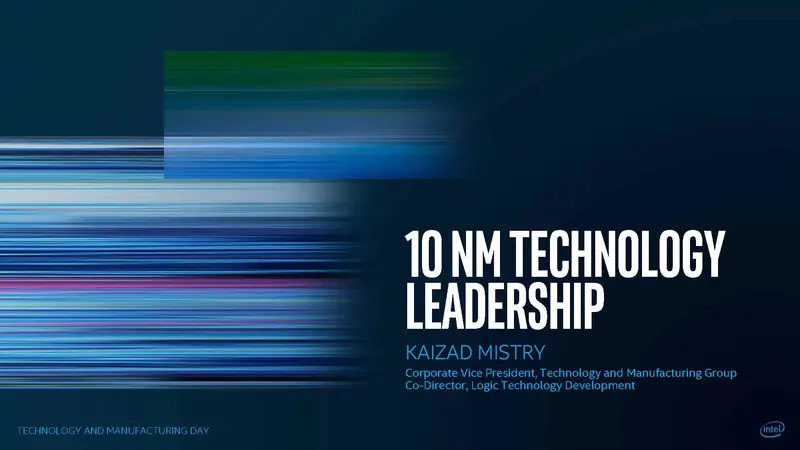 10 NM TECHNOLOGY
LEADERSHIP
KAIZAD MISTRY
Corporate Vice President, Technology and Manufacturing Group
Co-Director, Logic Technology Development
TECHNOLOGY AND MANUFACTURING DAY
intel